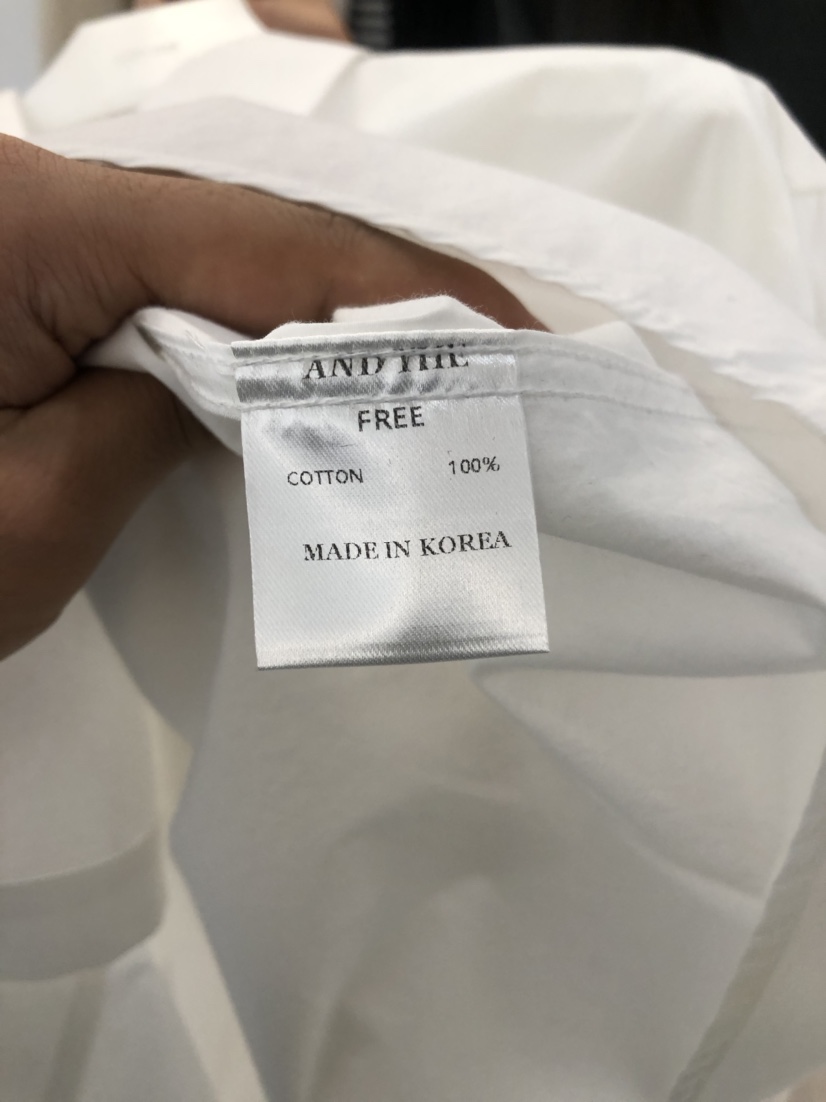 AND THE
FREE
COTTON 100%
MADE IN KOREA